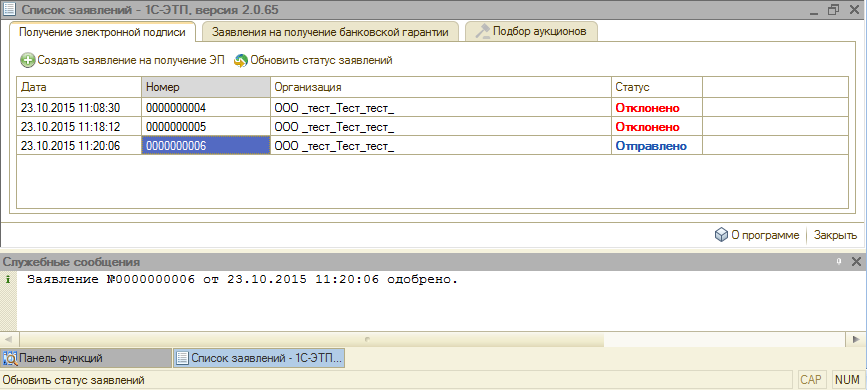 Список заявлений - 1С-ЭТП, версия 2.0.65
Получение электронной подписи Заявления на получение банковской гарантии Подбор аукционов
Создать заявление на получение ЭП Обновить статус заявлений
Дата Номер Организация Статус
23.10.2015 11:08:30 0000000004 ООО _тест_Тест_тест_ Отклонено
23.10.2015 11:18:12 0000000005 ООО _тест_Тест_тест_ Отклонено
23.10.2015 11:20:06 0000000006 ООО _тест_Тест_тест_ Отправлено
О программе Закрыть
Служебные сообщения
Заявление №0000000006 от 23.10.2015 11:20:06 одобрено.
Панель функций Список заявлений - 1С-ЭТП...
Обновить статус заявлений CAP NUM